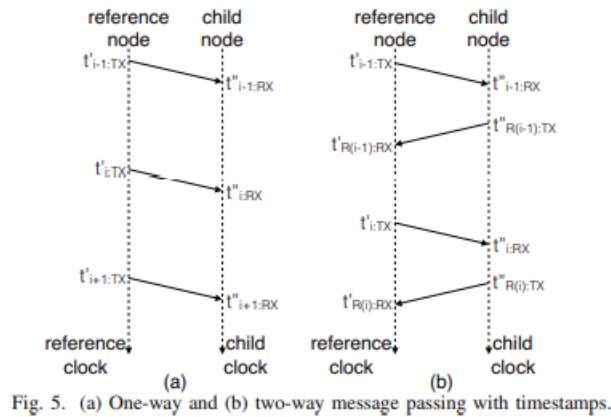 reference child reference child
node node node node
t'i-1:TX t"i-1:RX t'i-1:TX t"i-1:RX
t"R(i-1):TX
t'R(i-1):RX
t'i:TX t"i:RX
t'i:TX t"i:RX
t'i+1:TX t"i+1:RX t"R(i):TX
t'R(i):RX
reference child reference child
clock clock clock clock
(a) (b)
Fig. 5. (a) One-way and (b) two-way message passing with timestamps.